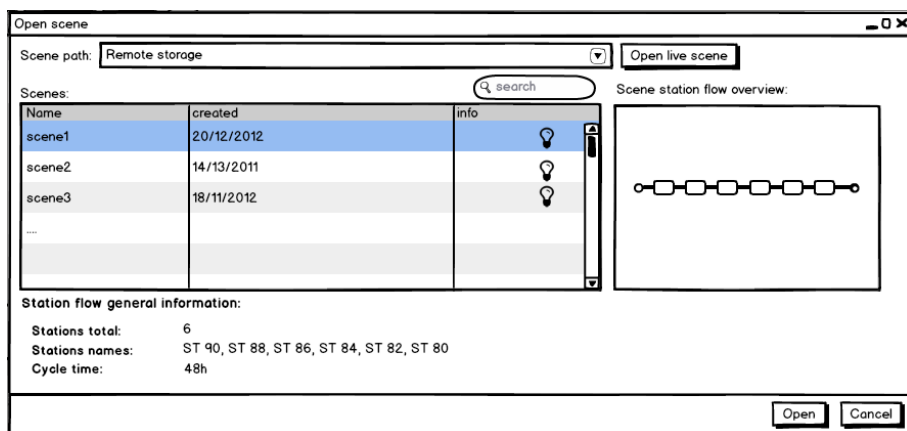 Open scene
Scene path: Remote storage Open live scene
Scenes: search Scene station flow overview:
Name created info
scene1 20/12/2012
scene2 14/13/2011
scene3 18/11/2012
....
Station flow general information:
Stations total: 6
Stations names: ST 90, ST 88, ST 86, ST 84, ST 82, ST 80
Cycle time: 48h
Open Cancel